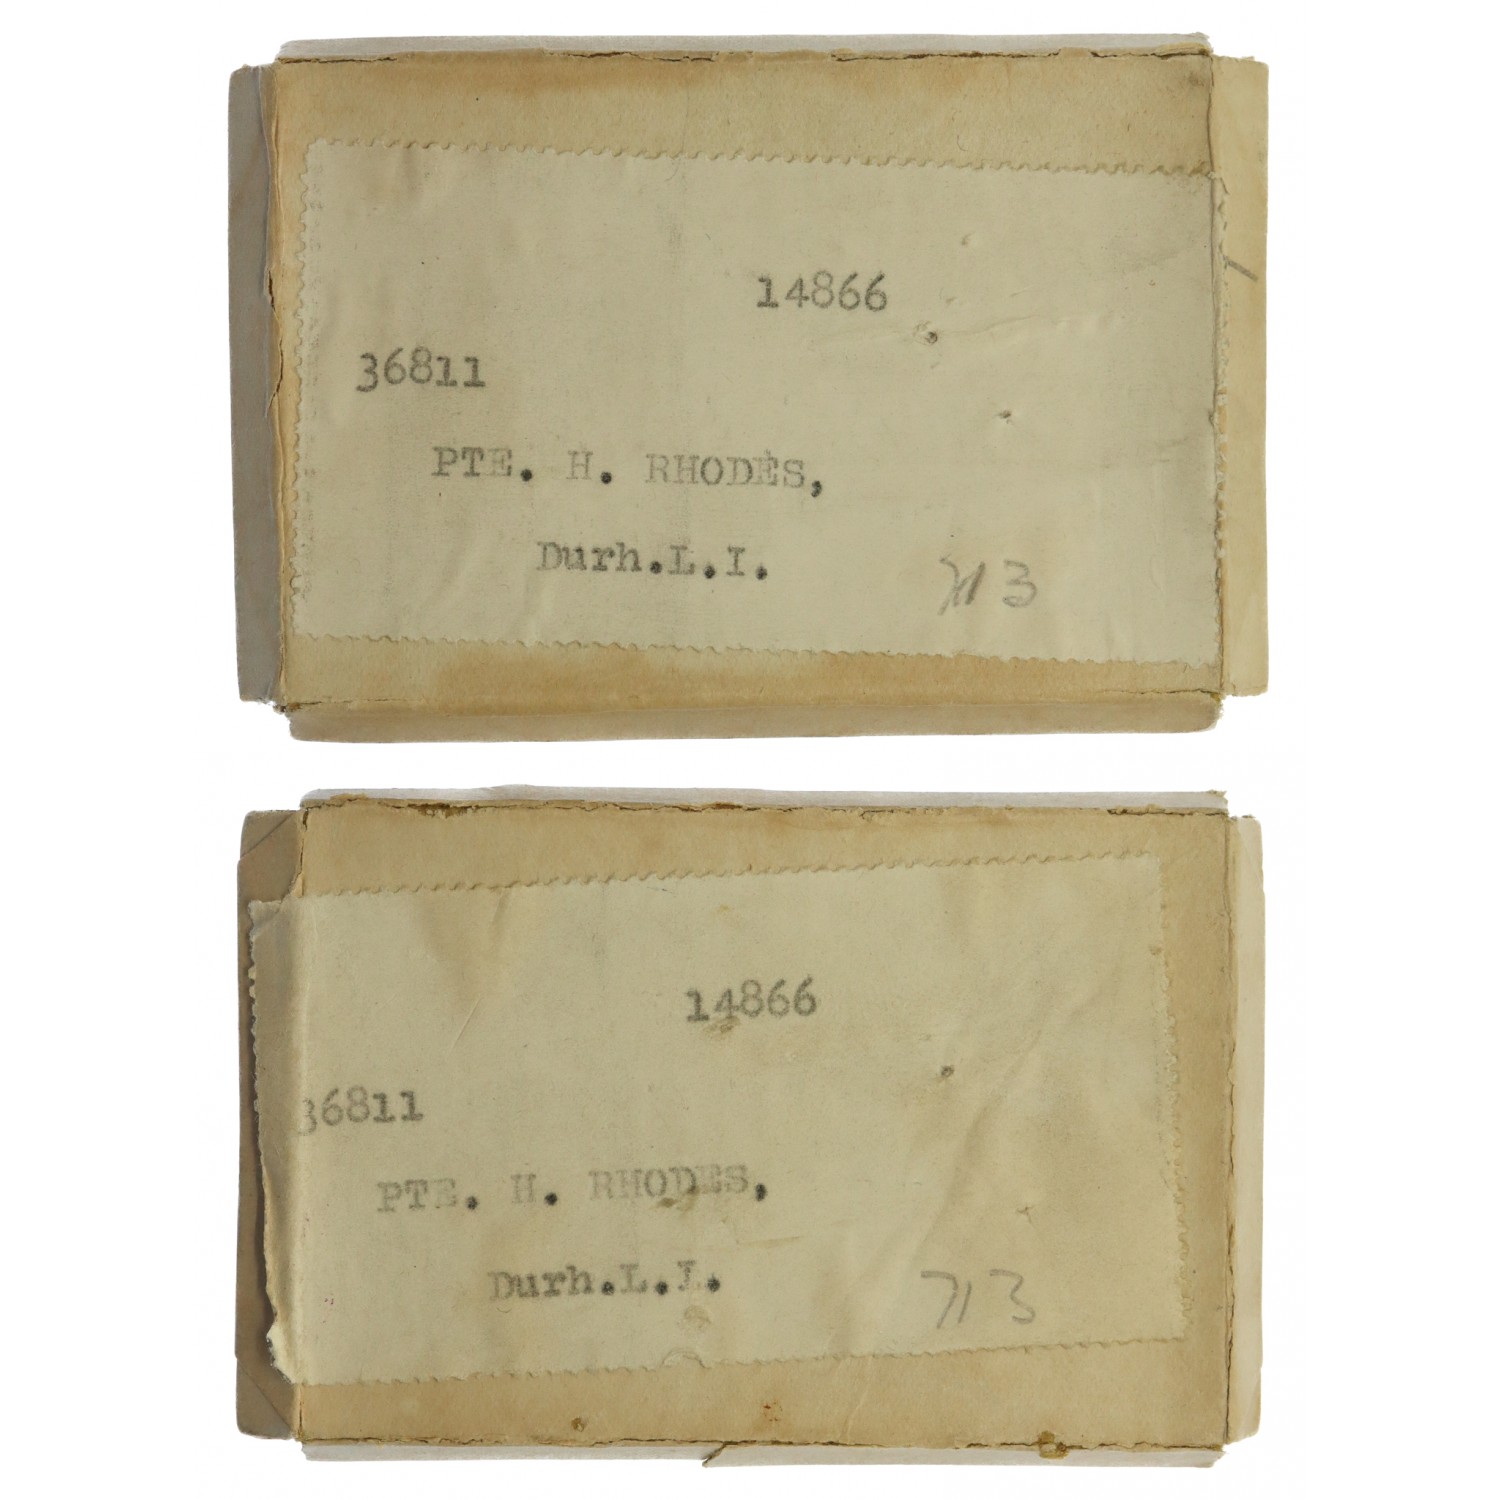 14866
36811
PTE. H. RHODES,
Durh.L.I.
713
14866
36811
PTE. H. RHODES,
Durh.L.I.
713